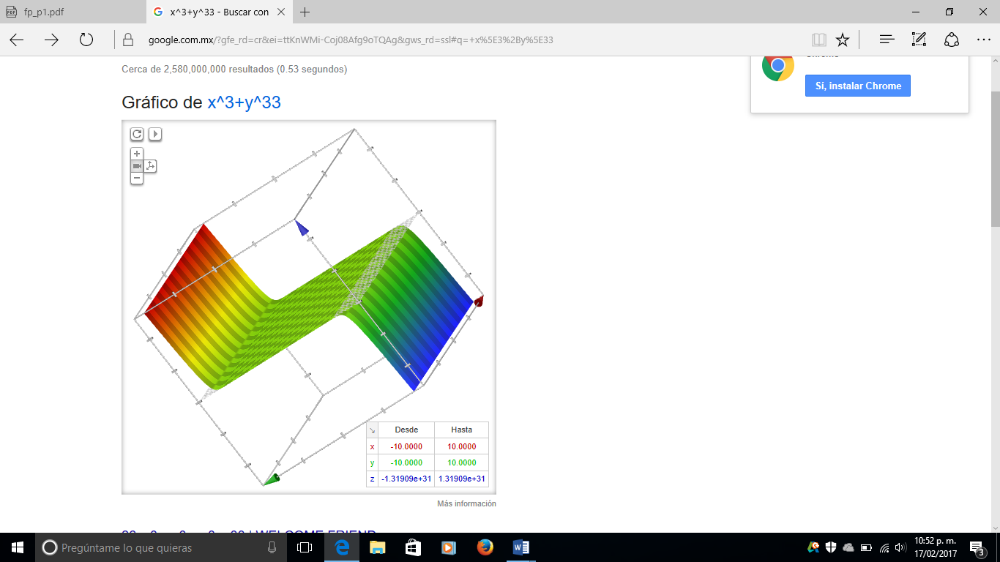 fp_p1.pdf
x^3+y^33 - Buscar con
google.com.mx/?gfe_rd=cr&ei=ttKnWMi-Coj08Afg9oTQAg&gws_rd=ssl#q=+x%5E3%2By%5E33
Cerca de 2,580,000,000 resultados (0.53 segundos)
Sí, instalar Chrome
Gráfico de x^3+y^33
Desde Hasta
x -10.0000 10.0000
y -10.0000 10.0000
z -1.31909e+31 1.31909e+31
Más información
Pregúntame lo que quieras
10:52 p. m.
17/02/2017
3